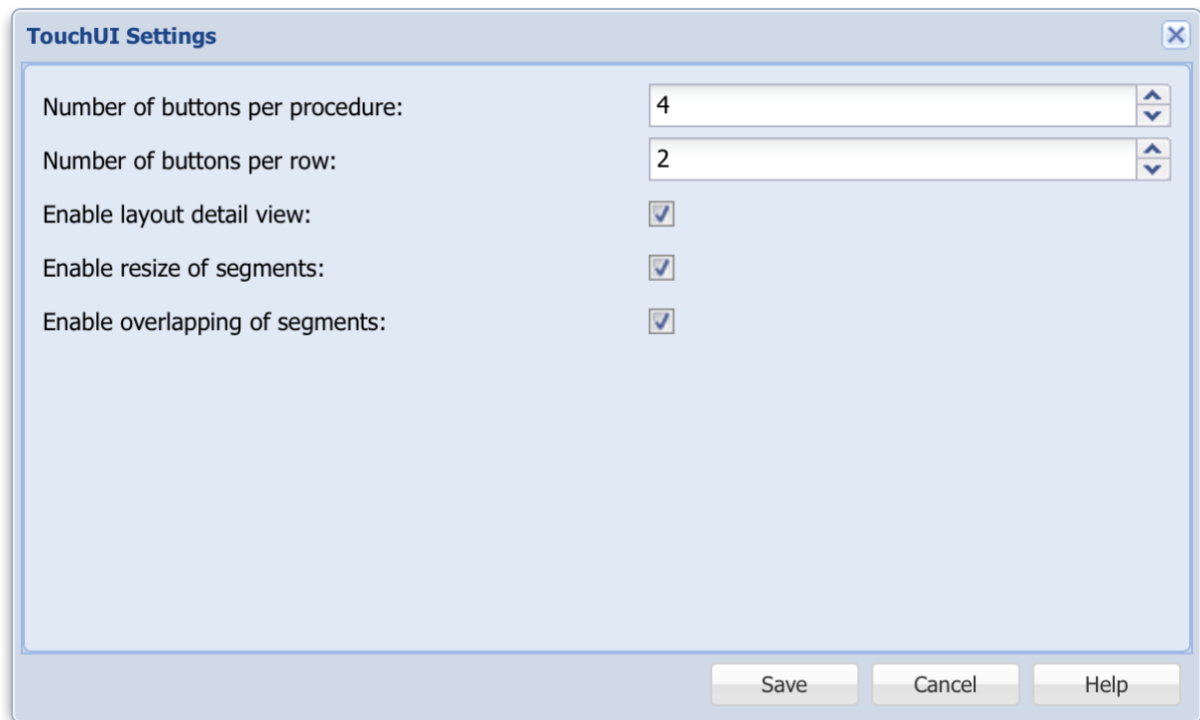 TouchUI Settings
Number of buttons per procedure: 4
Number of buttons per row: 2
Enable layout detail view:
Enable resize of segments:
Enable overlapping of segments:
Save Cancel Help